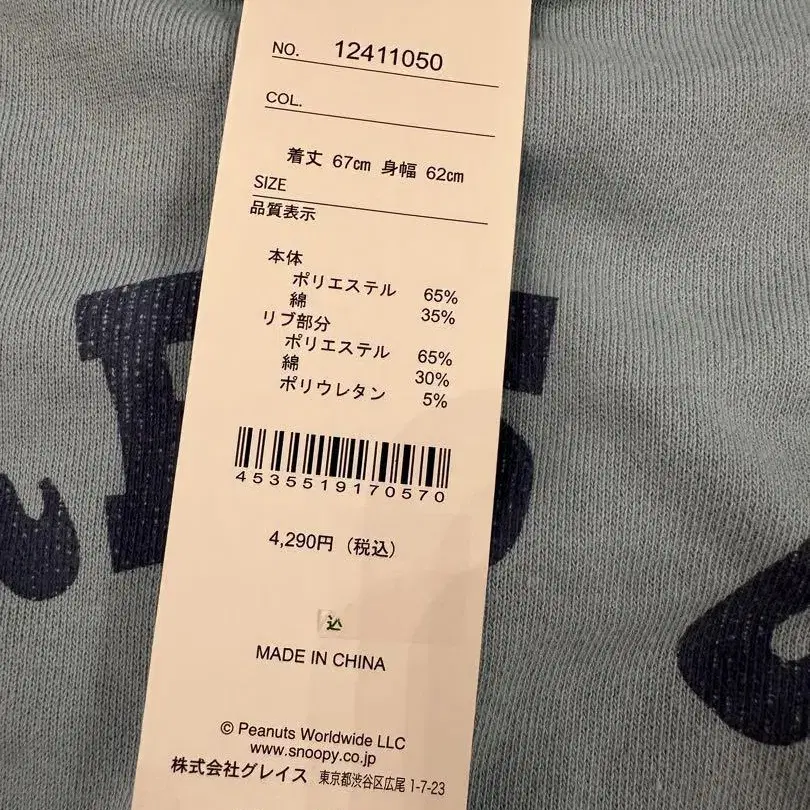 NO. 12411050
COL.
着丈 67㎝ 身幅 62㎝
SIZE
品質表示
本体
ポリエステル 65%
綿 35%
リブ部分
ポリエステル 65%
綿 30%
ポリウレタン 5%
4535519170570
4,290円 (税込)
込
MADE IN CHINA
© Peanuts Worldwide LLC
www.snoopy.co.jp
株式会社グレイス 東京都渋谷区広尾 1-7-23